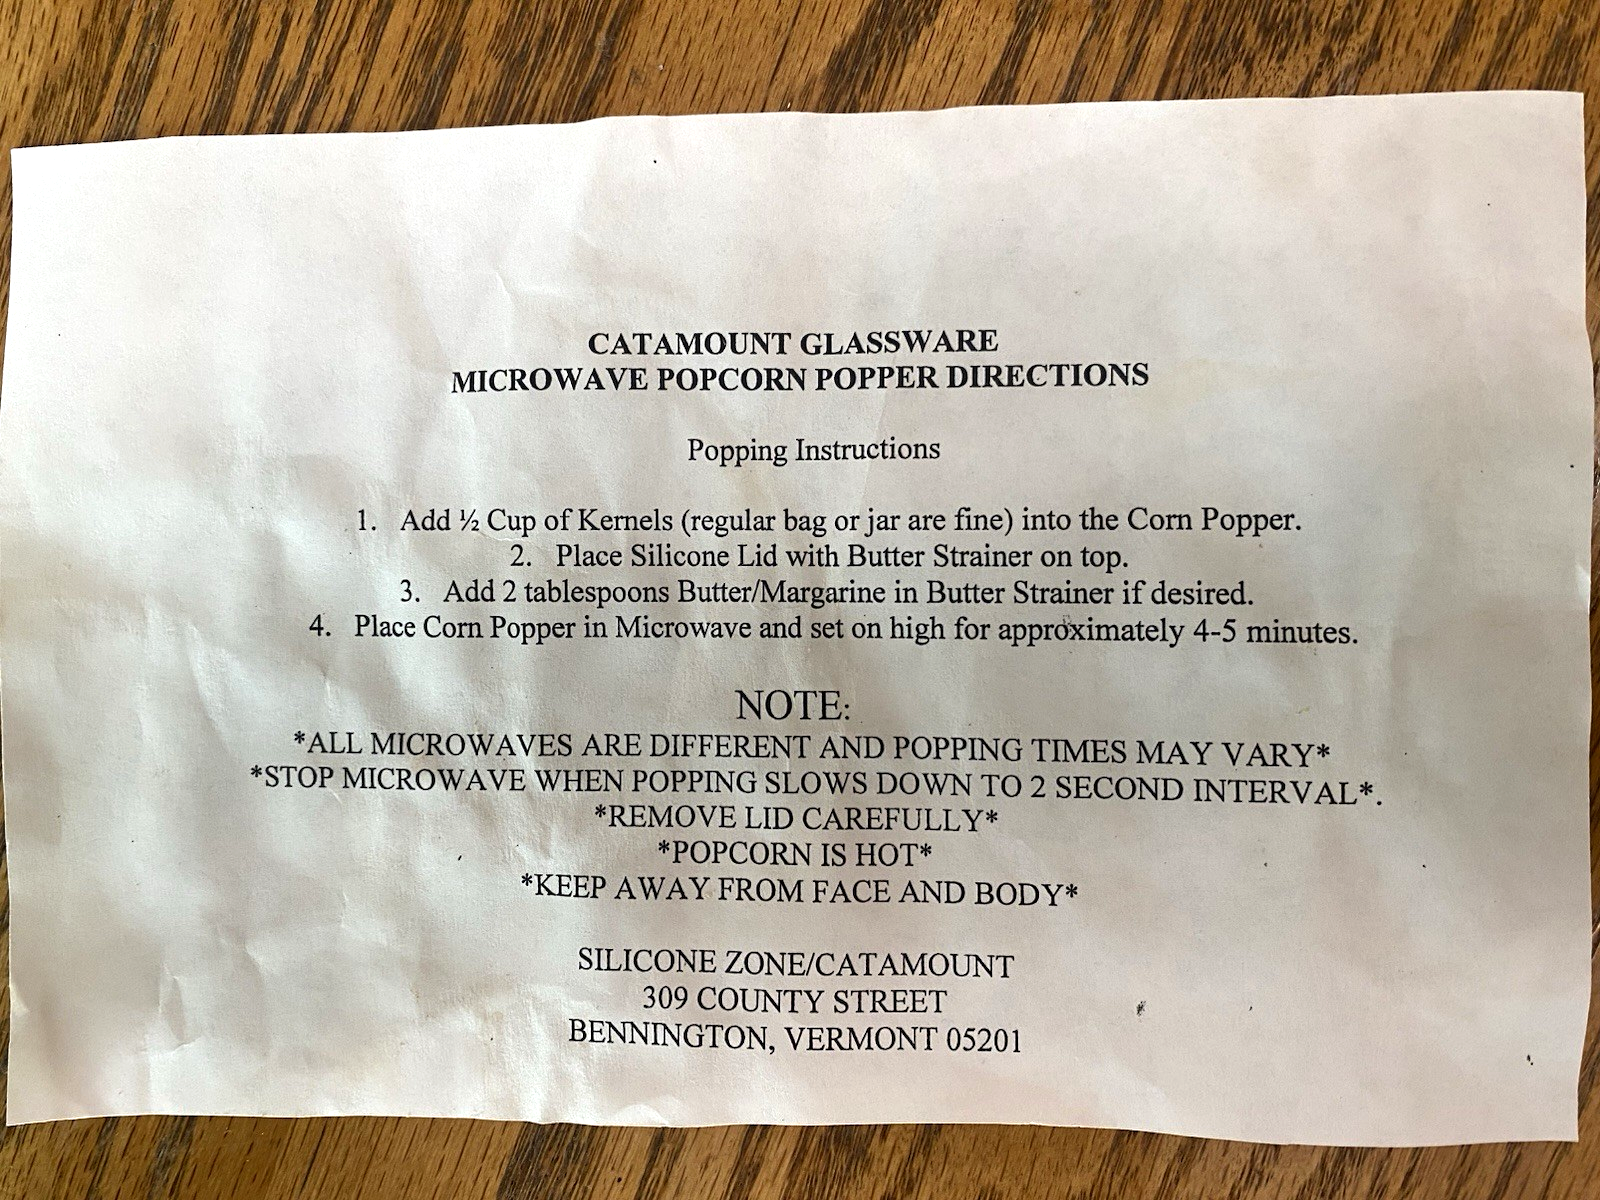 CATAMOUNT GLASSWARE
MICROWAVE POPCORN POPPER DIRECTIONS
Popping Instructions
1. Add ½ Cup of Kernels (regular bag or jar are fine) into the Corn Popper.
2. Place Silicone Lid with Butter Strainer on top.
3. Add 2 tablespoons Butter/Margarine in Butter Strainer if desired.
4. Place Corn Popper in Microwave and set on high for approximately 4-5 minutes.
NOTE:
*ALL MICROWAVES ARE DIFFERENT AND POPPING TIMES MAY VARY*
*STOP MICROWAVE WHEN POPPING SLOWS DOWN TO 2 SECOND INTERVAL*.
*REMOVE LID CAREFULLY*
*POPCORN IS HOT*
*KEEP AWAY FROM FACE AND BODY*
SILICONE ZONE/CATAMOUNT
309 COUNTY STREET
BENNINGTON, VERMONT 05201